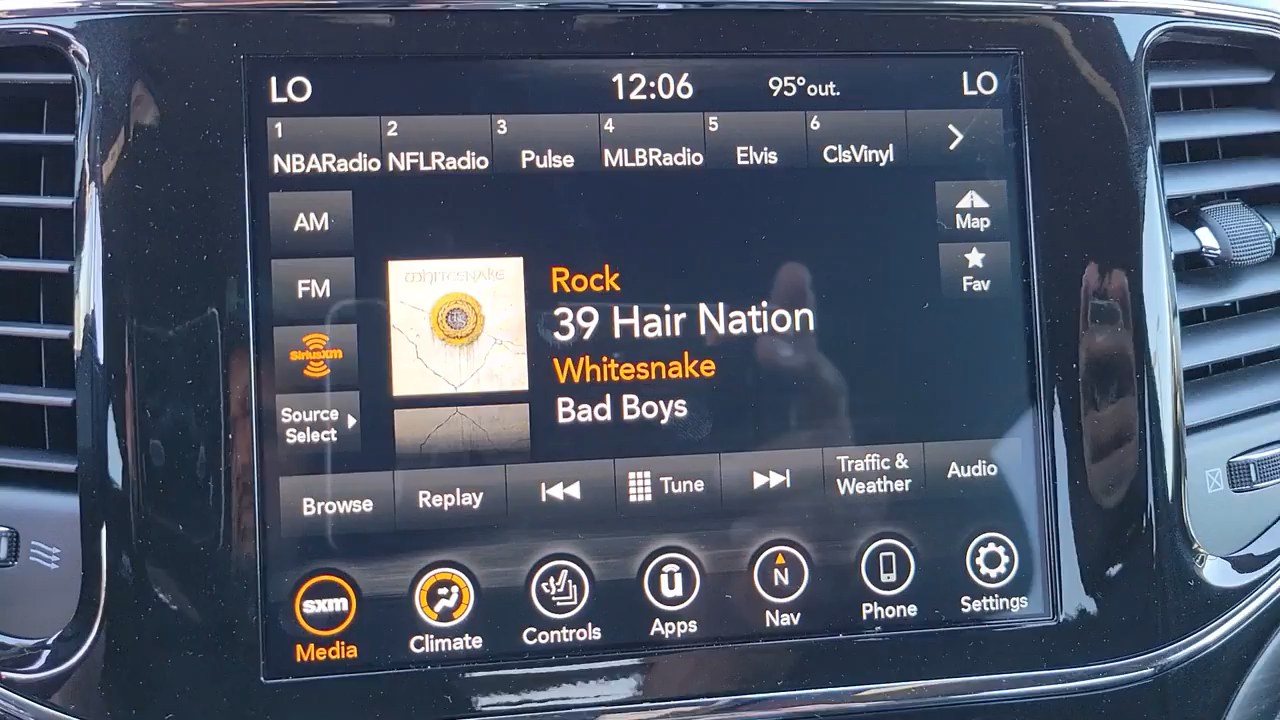 LO 12:06 95°out. LO
1 2 3 4 5 6
NBARadio NFLRadio Pulse MLBRadio Elvis ClsVinyl
AM
Map
FM
Fav
WHITESNAKE
Rock
39 Hair Nation
SiriusXM
Whitesnake
Bad Boys
Source
Select
Browse Replay Tune Traffic &
Weather Audio
sxm N
Media Climate Controls Apps Nav Phone Settings